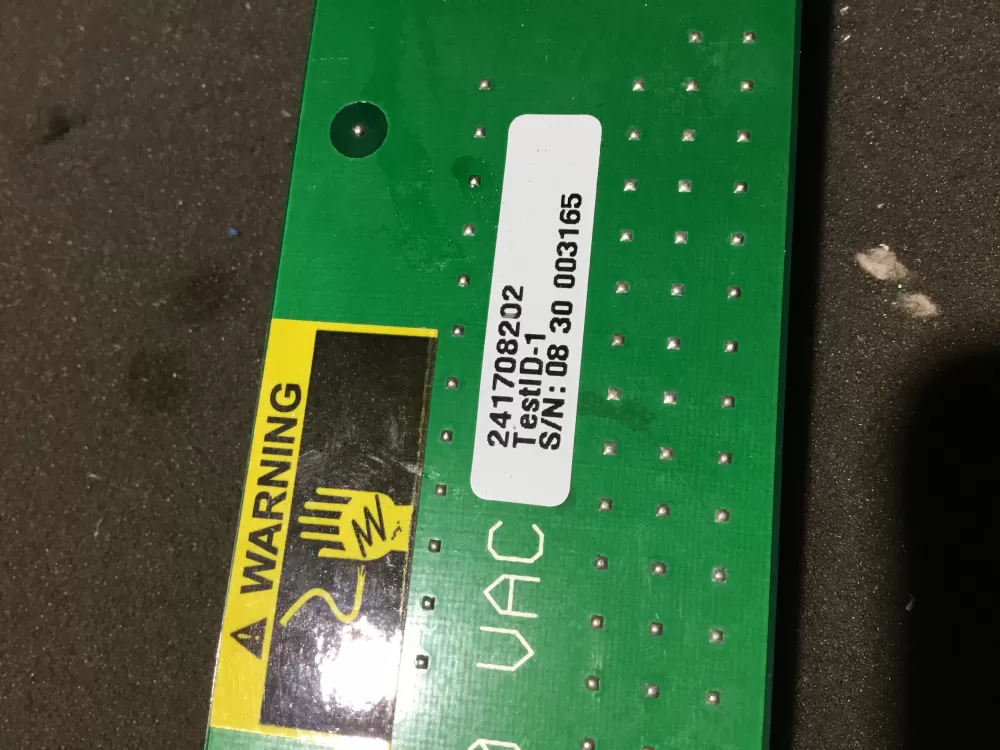 ⚠ WARNING
241708202
TestID-1
S/N: 08 30 003165
VAC